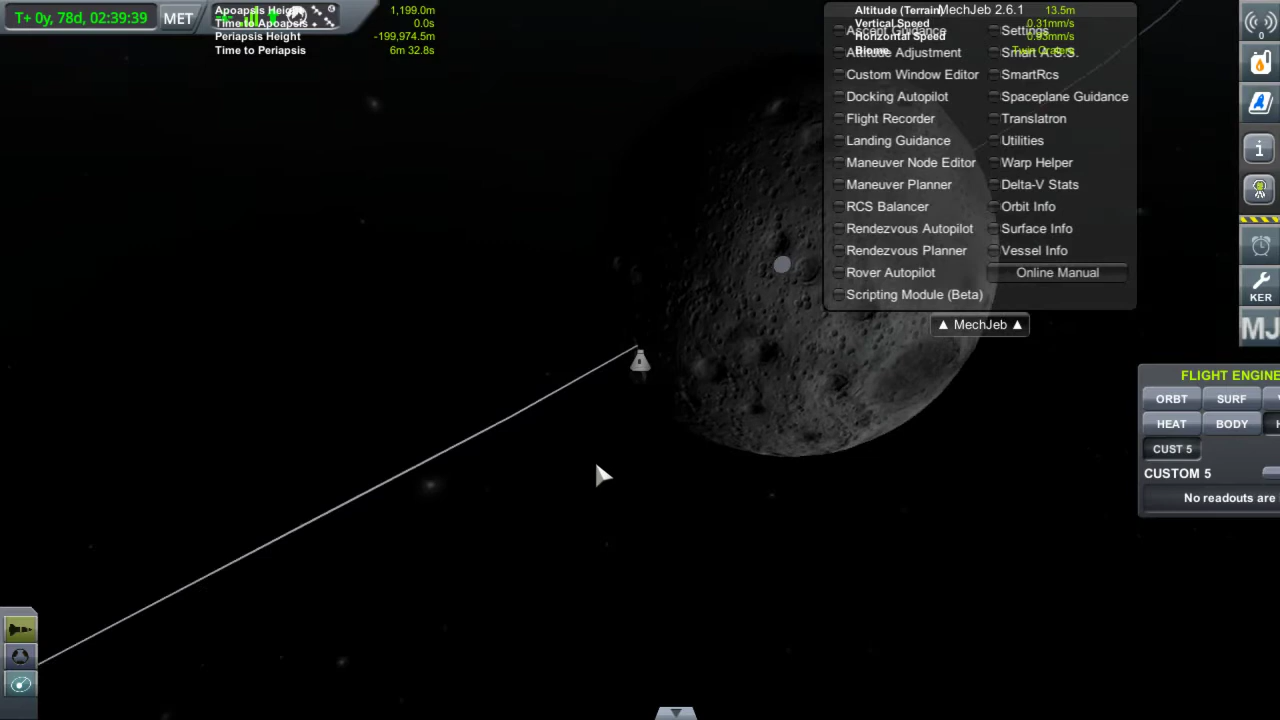 T+ 0y, 78d, 02:39:39 MET
Apoapsis Height 1,199.0m
Time to Apoapsis 0.0s
Periapsis Height -199,974.5m
Time to Periapsis 6m 32.8s
MechJeb 2.6.1
Altitude (Terrain) 13.5m
Vertical Speed 0.31mm/s
Horizontal Speed
Biome Twin Craters
Ascent Guidance Settings
Attitude Adjustment Smart A.S.S.
Custom Window Editor SmartRcs
Docking Autopilot Spaceplane Guidance
Flight Recorder Translatron
Landing Guidance Utilities
Maneuver Node Editor Warp Helper
Maneuver Planner Delta-V Stats
RCS Balancer Orbit Info
Rendezvous Autopilot Surface Info
Rendezvous Planner Vessel Info
Rover Autopilot Online Manual
Scripting Module (Beta)
▲ MechJeb ▲
0
i
KER
MJ
FLIGHT ENGINE
ORBT SURF
HEAT BODY
CUST 5
CUSTOM 5
No readouts are